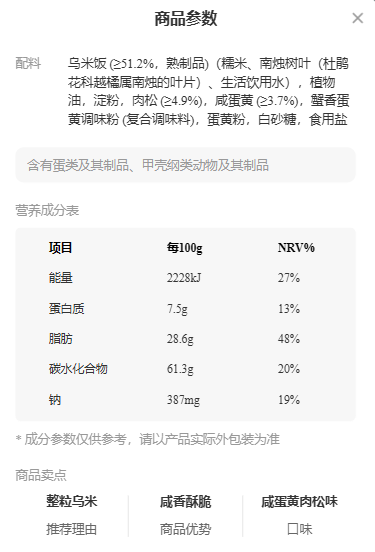 商品参数
配料
乌米饭 (≥51.2%，熟制品)（糯米、南烛树叶（杜鹃
花科越橘属南烛的叶片）、生活饮用水），植物
油，淀粉，肉松 (≥4.9%)，咸蛋黄 (≥3.7%)，蟹香蛋
黄调味粉 (复合调味料)，蛋黄粉，白砂糖，食用盐
含有蛋类及其制品、甲壳纲类动物及其制品
营养成分表
项目 每100g NRV%
能量 2228kJ 27%
蛋白质 7.5g 13%
脂肪 28.6g 48%
碳水化合物 61.3g 20%
钠 387mg 19%
* 成分参数仅供参考，请以产品实际外包装为准
商品卖点
整粒乌米 咸香酥脆 咸蛋黄肉松味
推荐理由 商品优势 口味